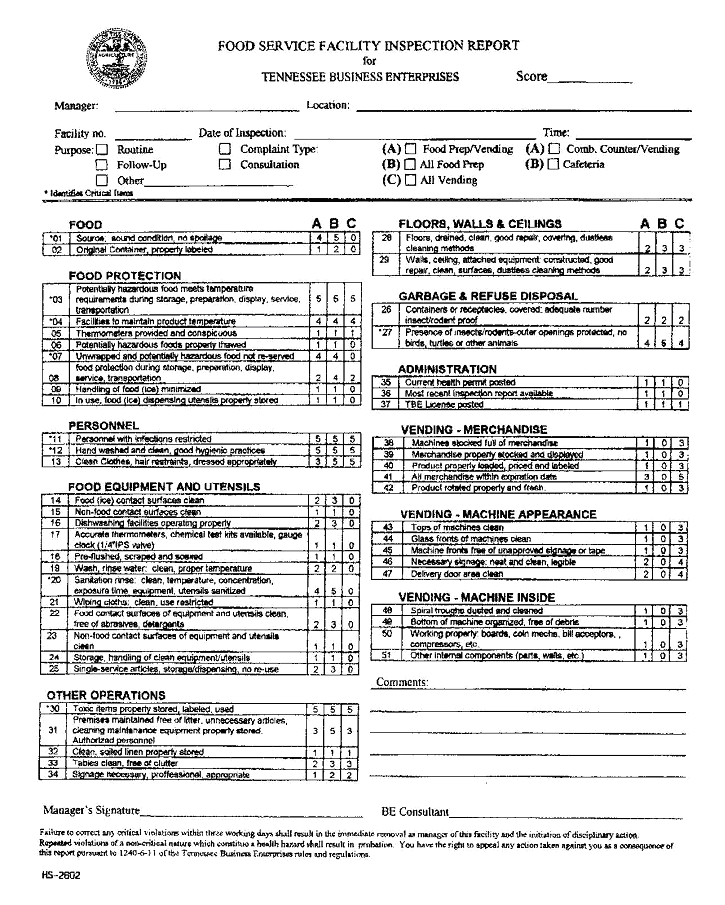 FOOD SERVICE FACILITY INSPECTION REPORT
for
TENNESSEE BUSINESS ENTERPRISES Score
Manager: Location:
Facility no. Date of Inspection: Time:
Purpose: Routine Complaint Type: (A) Food Prep/Vending (A) Comb. Counter/Vending
Follow-Up Consultation (B) All Food Prep (B) Cafeteria
Other (C) All Vending
* Identifies Critical Items
FOOD A B C
*01 Source, sound condition, no spoilage 4 5 0
02 Original Container, properly labeled 1 2 0
FOOD PROTECTION
*03 Potentially hazardous food meets temperature
requirements during storage, preparation, display, service,
transportation 5 5 5
*04 Facilities to maintain product temperature 4 4 4
05 Thermometers provided and conspicuous 1 1 1
06 Potentially hazardous foods properly thawed 1 1 0
*07 Unwrapped and potentially hazardous food not re-served 4 4 0
08 food protection during storage, preparation, display,
service, transportation 2 4 2
09 Handling of food (ice) minimized 1 1 0
10 In use, food (ice) dispensing utensils properly stored 1 1 0
PERSONNEL
*11 Personnel with infections restricted 5 5 5
*12 Hand washed and clean, good hygienic practices 5 5 5
13 Clean Clothes, hair restraints, dressed appropriately 3 5 5
FOOD EQUIPMENT AND UTENSILS
14 Food (ice) contact surfaces clean 2 3 0
15 Non-food contact surfaces clean 1 1 0
16 Dishwashing facilities operating properly 2 3 0
17 Accurate thermometers, chemical test kits available, gauge
clock (1/4"IPS valve) 1 1 0
18 Pre-flushed, scraped and soaked 1 1 0
19 Wash, rinse water: clean, proper temperature 2 2 0
*20 Sanitation rinse: clean, temperature, concentration,
exposure time, equipment, utensils sanitized 4 5 0
21 Wiping cloths: clean, use restricted 1 1 0
22 Food contact surfaces of equipment and utensils clean,
free of abrasives, detergents 2 3 0
23 Non-food contact surfaces of equipment and utensils
clean 1 1 0
24 Storage, handling of clean equipment/utensils 1 1 0
25 Single-service articles, storage/dispensing, no re-use 2 3 0
OTHER OPERATIONS
*30 Toxic items property stored, labeled, used 5 5 5
31 Premises maintained free of litter, unnecessary articles,
cleaning maintenance equipment property stored.
Authorized personnel 3 5 3
32 Clean, soiled linen property stored 1 1 1
33 Tables clean, free of clutter 2 3 3
34 Signage necessary, proffessional, appropriate 1 2 2
FLOORS, WALLS & CEILINGS A B C
28 Floors, drained, clean, good repair, covering, dustless
cleaning methods 2 3 3
29 Walls, ceiling, attached equipment: constructed, good
repair, clean, surfaces, dustless cleaning methods 2 3 3
GARBAGE & REFUSE DISPOSAL
26 Containers or receptacies, covered: adequate number
insect/rodent proof 2 2 2
*27 Presence of insects/rodents-outer openings protected, no
birds, turtles or other animals 4 5 4
ADMINISTRATION
35 Current health permit posted 1 1 0
36 Most recent inspection report available 1 1 0
37 TBE License posted 1 1 1
VENDING - MERCHANDISE
38 Machines stocked full of merchandise 1 0 3
39 Merchandise property stocked and displayed 1 0 3
40 Product properly loaded, priced and labeled 1 0 3
41 All merchandise within expiration date 3 0 5
42 Product rotated property and fresh 1 0 3
VENDING - MACHINE APPEARANCE
43 Tops of machines clean 1 0 3
44 Glass fronts of machines clean 1 0 3
45 Machine fronts free of unapproved signage or tape 1 0 3
46 Necessary signage: neat and clean, legible 2 0 4
47 Delivery door area clean 2 0 4
VENDING - MACHINE INSIDE
48 Spiral troughs dusted and cleaned 1 0 3
49 Bottom of machine organized, free of debris 1 0 3
50 Working property: boards, coin mechs, bill acceptors, ,
compressors, etc. 1 0 3
51 Other internal components (parts, walls, etc.) 1 0 3
Comments:
Manager's Signature BE Consultant
Failure to correct any critical violations within three working days shall result in the immediate removal as manager of this facility and the initiation of disciplinary action.
Repeated violations of a non-critical nature which constituo a health hazard shall result in probation. You have the right to appeal any action taken against you as a consequence of
this report pursuant to 1240-6-11 of the Tennessee Business Enterprises rules and regulations.
HS-2602